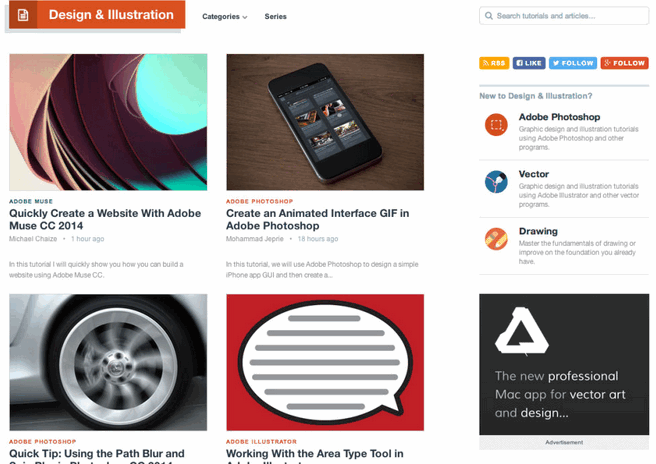 Design & Illustration
Categories
Series
Search tutorials and articles...
RSS
LIKE
FOLLOW
FOLLOW
New to Design & Illustration?
Adobe Photoshop
Graphic design and illustration tutorials
using Adobe Photoshop and other
programs.
Vector
Graphic design and illustration tutorials
using Adobe Illustrator and other vector
programs.
Drawing
Master the fundamentals of drawing or
improve on the foundation you already
have.
ADOBE MUSE
Quickly Create a Website With Adobe
Muse CC 2014
Michael Chaize • 1 hour ago
In this tutorial I will quickly show you how you can build a
website using Adobe Muse CC.
ADOBE PHOTOSHOP
Create an Animated Interface GIF in
Adobe Photoshop
Mohammad Jeprie • 18 hours ago
In this tutorial, we will use Adobe Photoshop to design a simple
iPhone app GUI and then create a...
The new professional
Mac app for vector art
and design...
Advertisement
ADOBE PHOTOSHOP
Quick Tip: Using the Path Blur and
ADOBE ILLUSTRATOR
Working With the Area Type Tool in